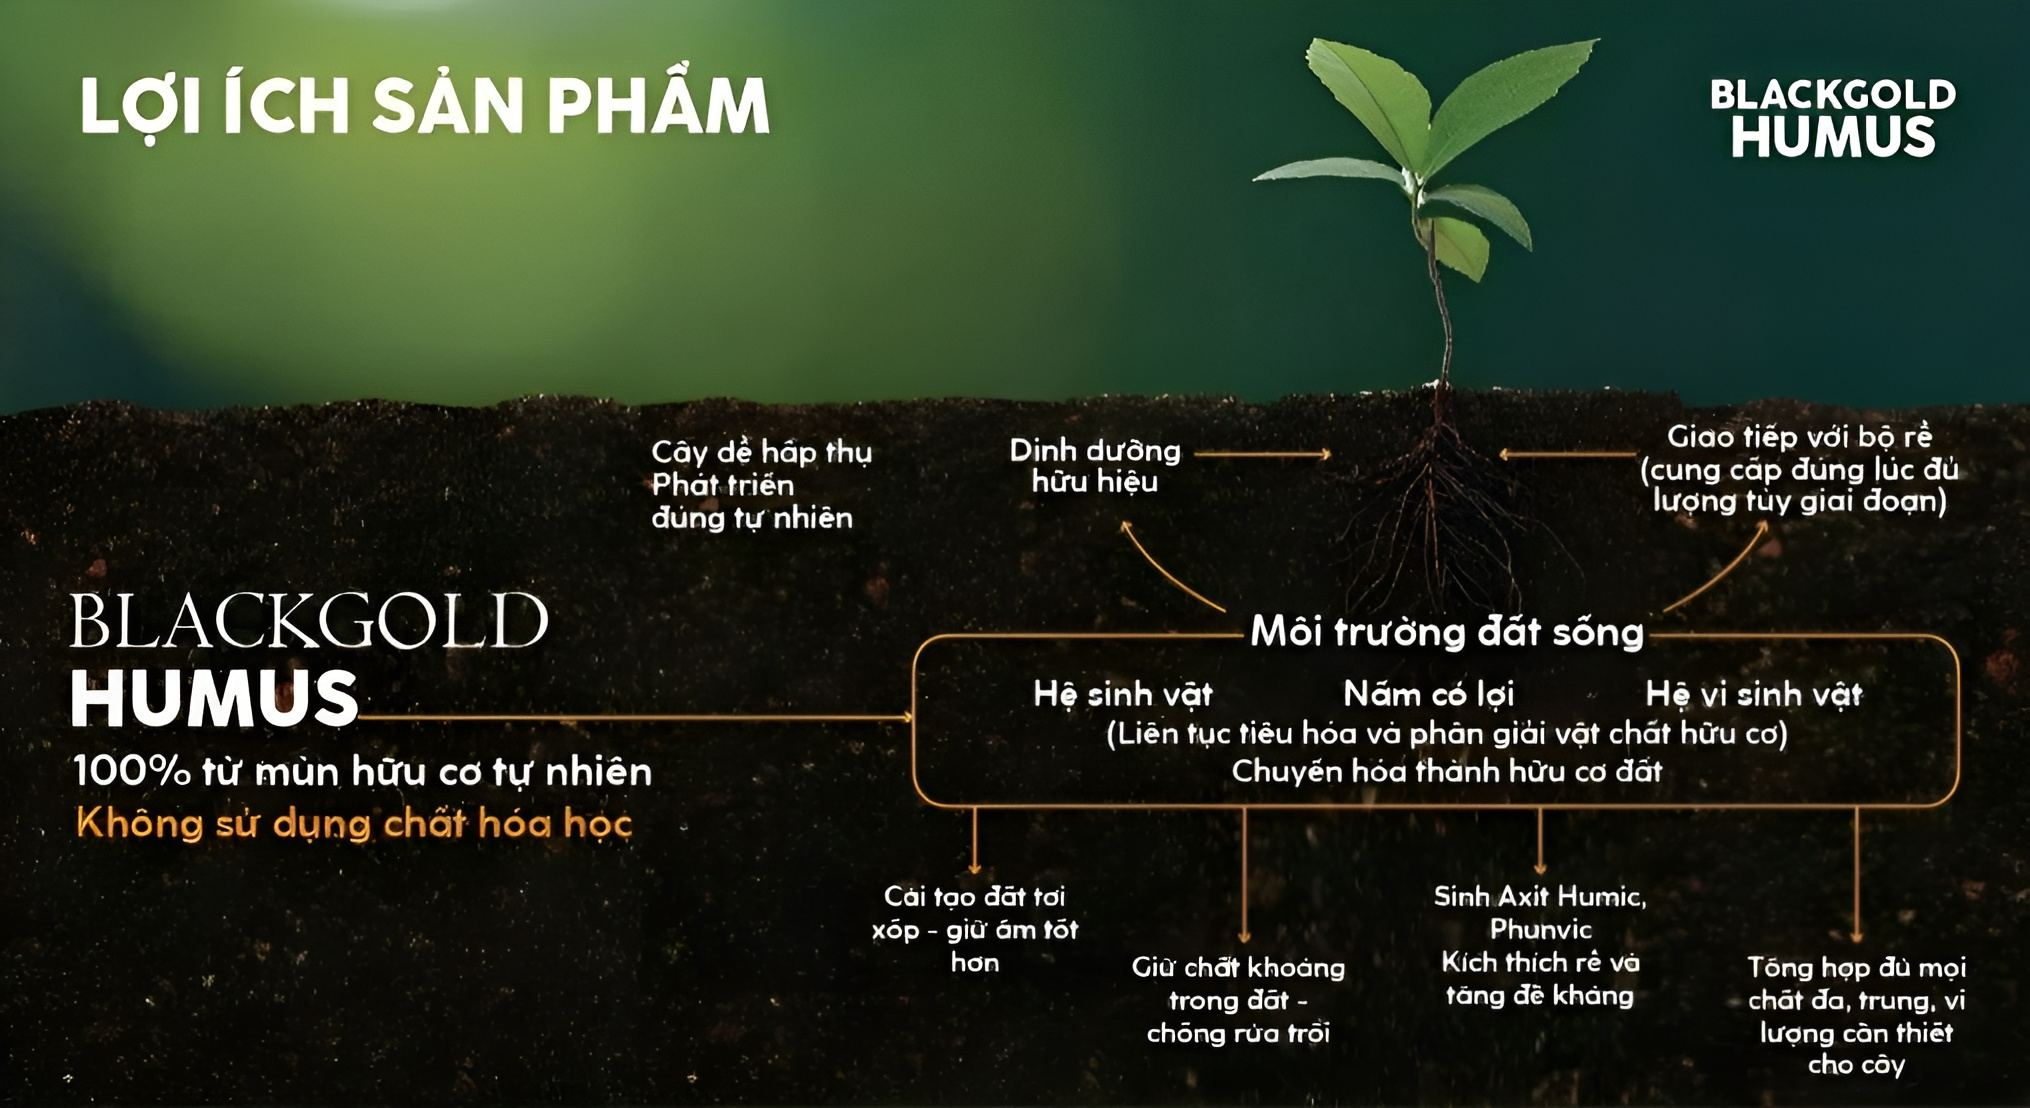 LỢI ÍCH SẢN PHẨM
BLACKGOLD
HUMUS
Cây dễ hấp thụ
Phát triển
đúng tự nhiên
Dinh dưỡng
hữu hiệu
Giao tiếp với bộ rễ
(cung cấp đúng lúc đủ
lượng tùy giai đoạn)
BLACKGOLD
HUMUS
100% từ mùn hữu cơ tự nhiên
Không sử dụng chất hóa học
Môi trường đất sống
Hệ sinh vật
Nấm có lợi
Hệ vi sinh vật
(Liên tục tiêu hóa và phân giải vật chất hữu cơ)
Chuyển hóa thành hữu cơ đất
Cải tạo đất tơi
xốp - giữ ẩm tốt
hơn
Giữ chất khoáng
trong đất -
chống rửa trôi
Sinh Axit Humic,
Phunvic
Kích thích rễ và
tăng đề kháng
Tổng hợp đủ mọi
chất đa, trung, vi
lượng cần thiết
cho cây